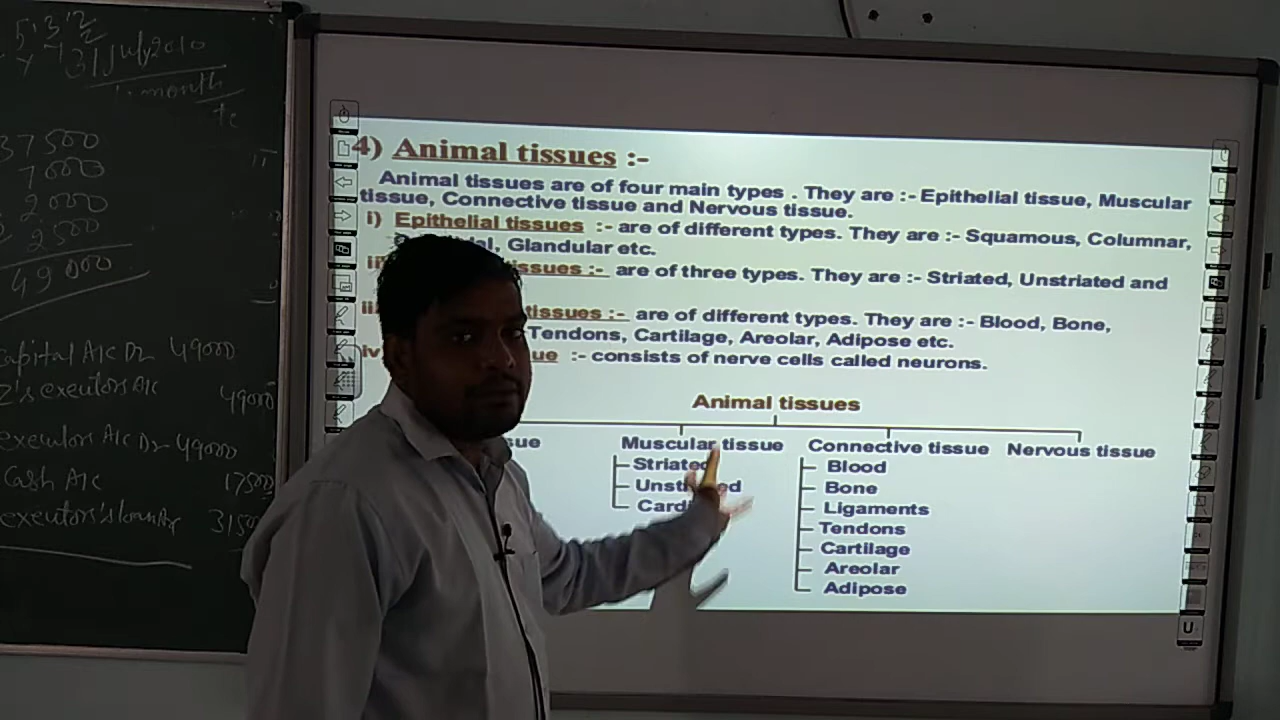 5' 3' 2
31 July 2010
month
37500
7000
2000
2500
49000
Capital A/C Dr 49000
Z's executors A/C 49000
executors A/C Dr - 49000
Cash A/C 17500
executors's loan A/c 315
4) Animal tissues :-
Animal tissues are of four main types . They are :- Epithelial tissue, Muscular
tissue, Connective tissue and Nervous tissue.
i) Epithelial tissues :- are of different types. They are :- Squamous, Columnar,
Glandular etc.
:- are of three types. They are :- Striated, Unstriated and
tissues :- are of different types. They are :- Blood, Bone,
Tendons, Cartilage, Areolar, Adipose etc.
iv :- consists of nerve cells called neurons.
Animal tissues
Muscular tissue Connective tissue Nervous tissue
Striated Blood
Bone
Ligaments
Tendons
Cartilage
Areolar
Adipose
U